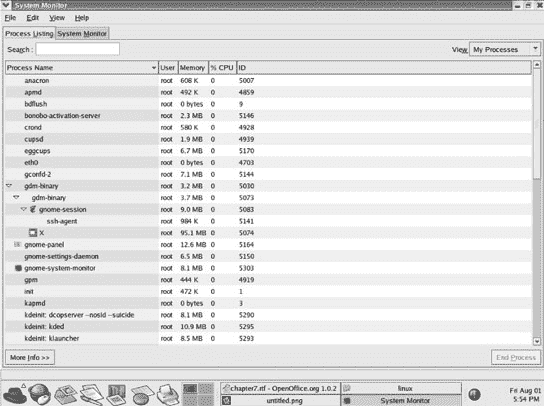 System Monitor
File Edit View Help
Process Listing System Monitor
Search : View My Processes
Process Name User Memory % CPU ID
anacron root 608 K 0 5007
apmd root 492 K 0 4859
bdflush root 0 bytes 0 9
bonobo-activation-server root 2.3 MB 0 5146
crond root 580 K 0 4928
cupsd root 1.9 MB 0 4939
eggcups root 6.7 MB 0 5170
eth0 root 0 bytes 0 4703
gconfd-2 root 7.1 MB 0 5144
gdm-binary root 3.2 MB 0 5030
gdm-binary root 3.7 MB 0 5073
gnome-session root 9.0 MB 0 5083
ssh-agent root 984 K 0 5141
X root 95.1 MB 0 5074
gnome-panel root 12.6 MB 0 5164
gnome-settings-daemon root 6.5 MB 0 5150
gnome-system-monitor root 8.1 MB 0 5303
gpm root 444 K 0 4919
init root 472 K 0 1
kapmd root 0 bytes 0 3
kdeinit: dcopserver --nosid --suicide root 8.1 MB 0 5290
kdeinit: kded root 10.9 MB 0 5295
kdeinit: klauncher root 8.5 MB 0 5293
More Info >> End Process
chapter7.rtf - OpenOffice.org 1.0.2 linux
untitled.png System Monitor
Fri Aug 01
5:54 PM